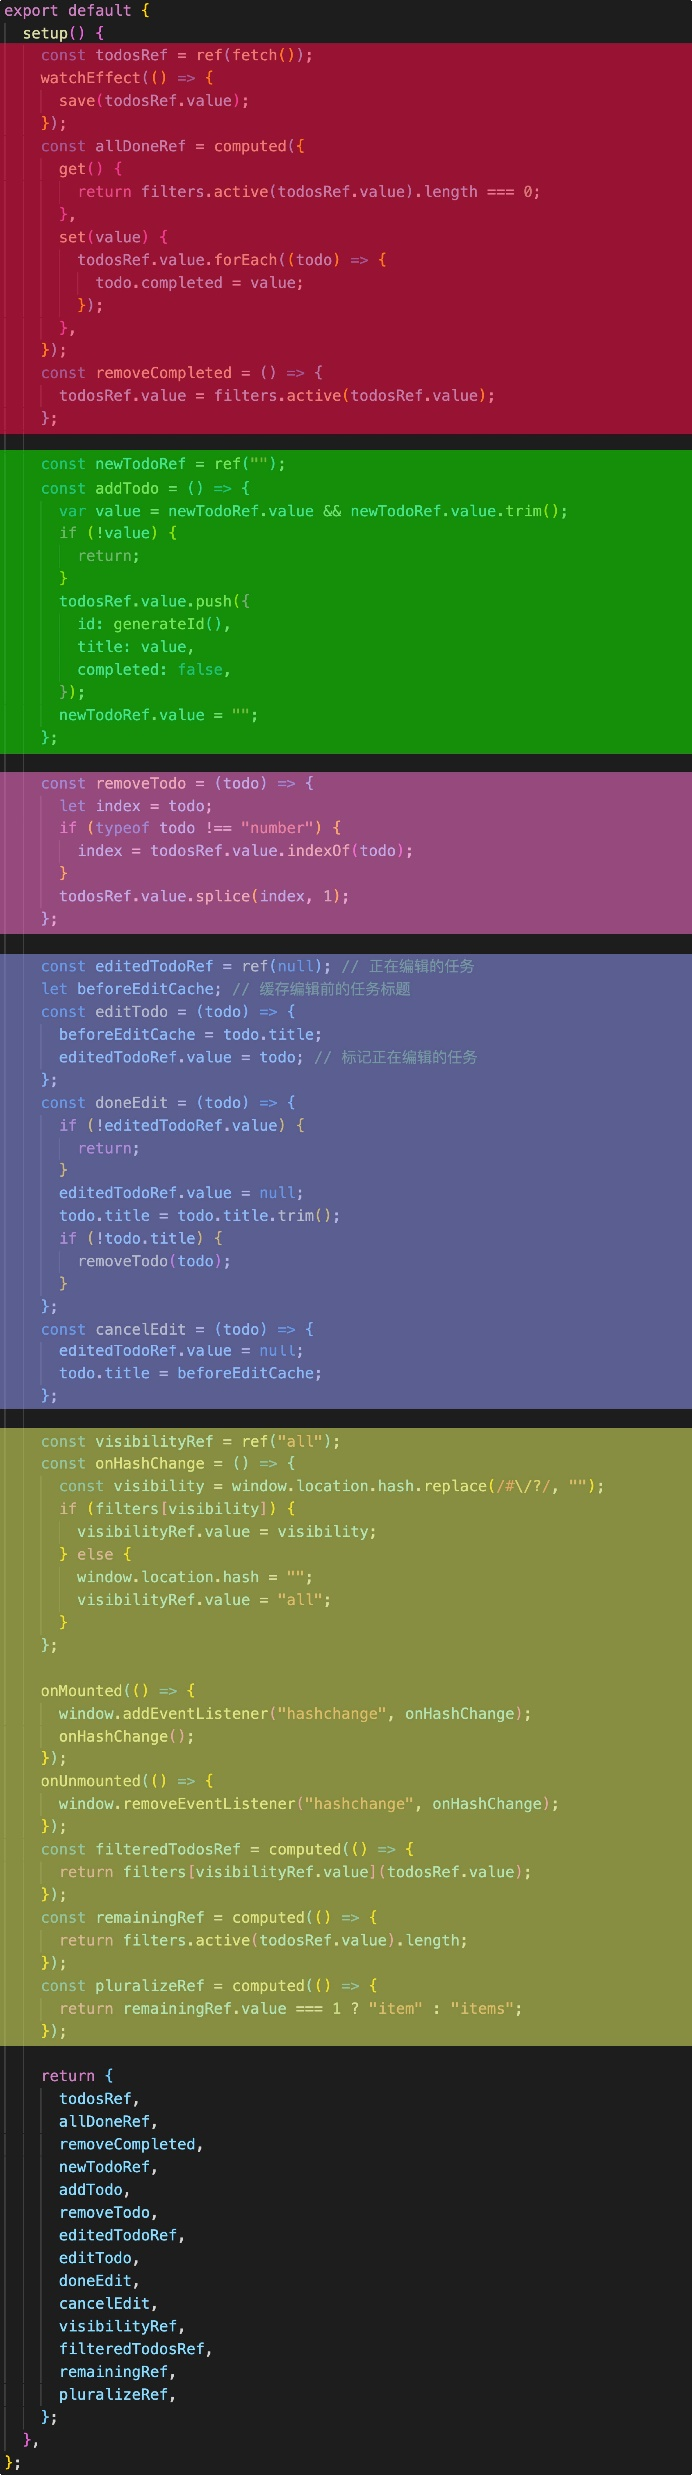 export default {
  setup() {
    const todosRef = ref(fetch());
    watchEffect(() => {
      save(todosRef.value);
    });
    const allDoneRef = computed({
      get() {
        return filters.active(todosRef.value).length === 0;
      },
      set(value) {
        todosRef.value.forEach((todo) => {
          todo.completed = value;
        });
      },
    });
    const removeCompleted = () => {
      todosRef.value = filters.active(todosRef.value);
    };

    const newTodoRef = ref("");
    const addTodo = () => {
      var value = newTodoRef.value && newTodoRef.value.trim();
      if (!value) {
        return;
      }
      todosRef.value.push({
        id: generateId(),
        title: value,
        completed: false,
      });
      newTodoRef.value = "";
    };

    const removeTodo = (todo) => {
      let index = todo;
      if (typeof todo !== "number") {
        index = todosRef.value.indexOf(todo);
      }
      todosRef.value.splice(index, 1);
    };

    const editedTodoRef = ref(null); // 正在编辑的任务
    let beforeEditCache; // 缓存编辑前的任务标题
    const editTodo = (todo) => {
      beforeEditCache = todo.title;
      editedTodoRef.value = todo; // 标记正在编辑的任务
    };
    const doneEdit = (todo) => {
      if (!editedTodoRef.value) {
        return;
      }
      editedTodoRef.value = null;
      todo.title = todo.title.trim();
      if (!todo.title) {
        removeTodo(todo);
      }
    };
    const cancelEdit = (todo) => {
      editedTodoRef.value = null;
      todo.title = beforeEditCache;
    };

    const visibilityRef = ref("all");
    const onHashChange = () => {
      const visibility = window.location.hash.replace(/#\/?/, "");
      if (filters[visibility]) {
        visibilityRef.value = visibility;
      } else {
        window.location.hash = "";
        visibilityRef.value = "all";
      }
    };

    onMounted(() => {
      window.addEventListener("hashchange", onHashChange);
      onHashChange();
    });
    onUnmounted(() => {
      window.removeEventListener("hashchange", onHashChange);
    });
    const filteredTodosRef = computed(() => {
      return filters[visibilityRef.value](todosRef.value);
    });
    const remainingRef = computed(() => {
      return filters.active(todosRef.value).length;
    });
    const pluralizeRef = computed(() => {
      return remainingRef.value === 1 ? "item" : "items";
    });

    return {
      todosRef,
      allDoneRef,
      removeCompleted,
      newTodoRef,
      addTodo,
      removeTodo,
      editedTodoRef,
      editTodo,
      doneEdit,
      cancelEdit,
      visibilityRef,
      filteredTodosRef,
      remainingRef,
      pluralizeRef,
    };
  },
};